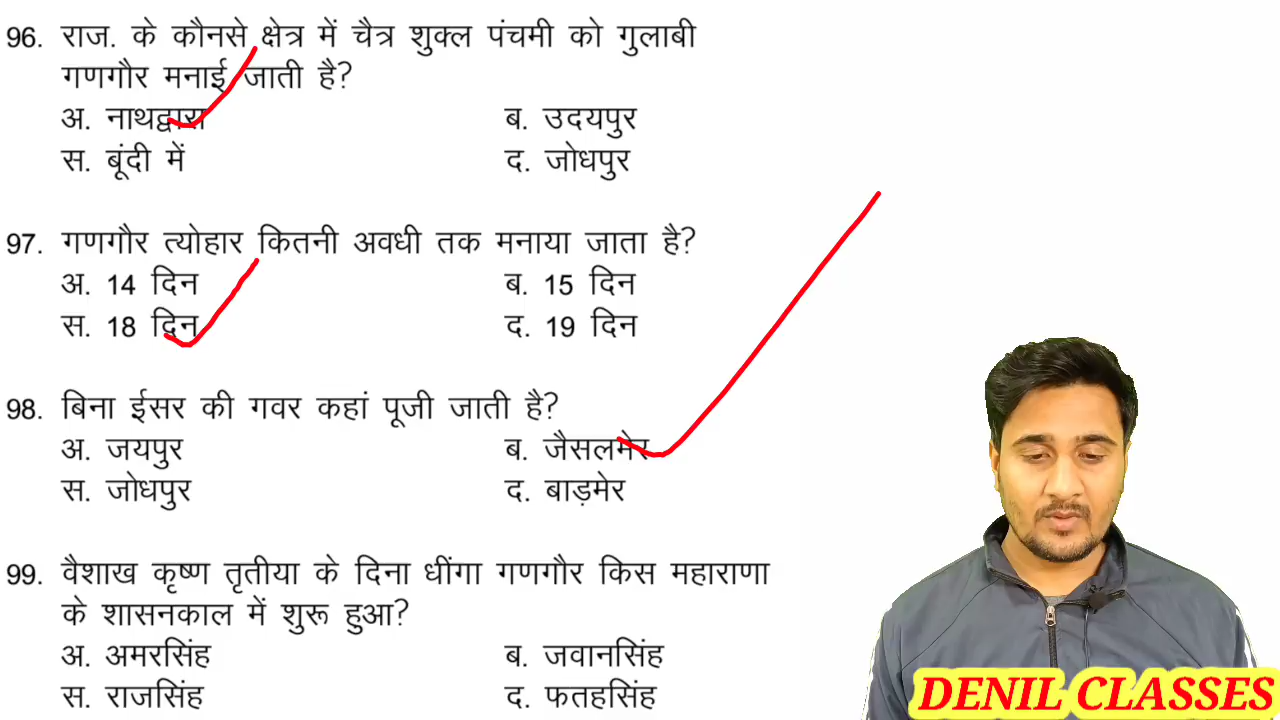 96. राज. के कौनसे क्षेत्र में चैत्र शुक्ल पंचमी को गुलाबी
गणगौर मनाई जाती है?
अ. नाथद्वारा ब. उदयपुर
स. बूंदी में द. जोधपुर
97. गणगौर त्योहार कितनी अवधी तक मनाया जाता है?
अ. 14 दिन ब. 15 दिन
स. 18 दिन द. 19 दिन
98. बिना ईसर की गवर कहां पूजी जाती है?
अ. जयपुर ब. जैसलमेर
स. जोधपुर द. बाड़मेर
99. वैशाख कृष्ण तृतीया के दिना धींगा गणगौर किस महाराणा
के शासनकाल में शुरू हुआ?
अ. अमरसिंह ब. जवानसिंह
स. राजसिंह द. फतहसिंह
DENIL CLASSES